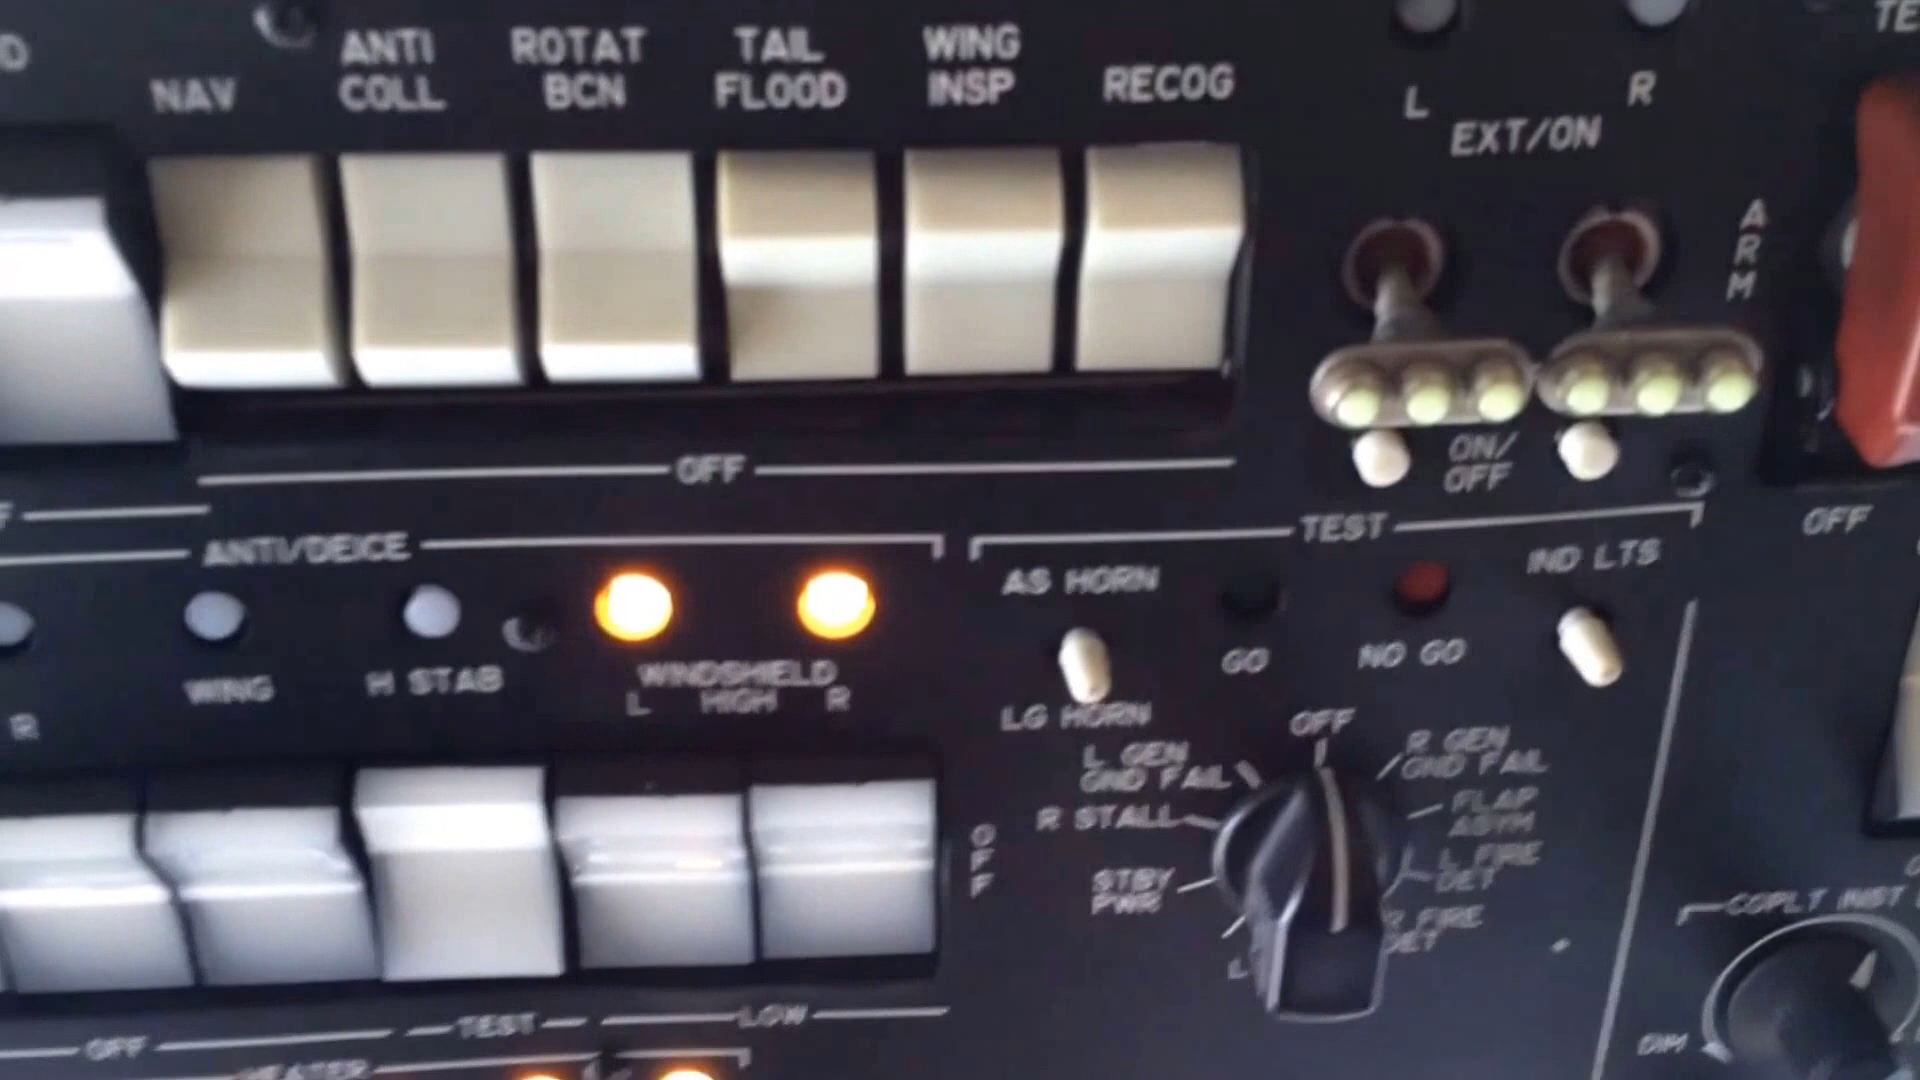 ANTI
COLL
NAV
ROTAT
BCN
TAIL
FLOOD
WING
INSP
RECOG
L
R
EXT/ON
ARM
ON/
OFF
OFF
OFF
ANTI/DEICE
WING
H STAB
WINDSHIELD
L HIGH R
R
OFF
TEST
AS HORN
LG HORN
GO
NO GO
IND LTS
OFF
L GEN
GND FAIL
R STALL
STBY
PWR
R GEN
GND FAIL
FLAP
ASYM
L FIRE
DET
FIRE
DET
COPLT INST
DIM
OFF
TEST
LOW
HEATER